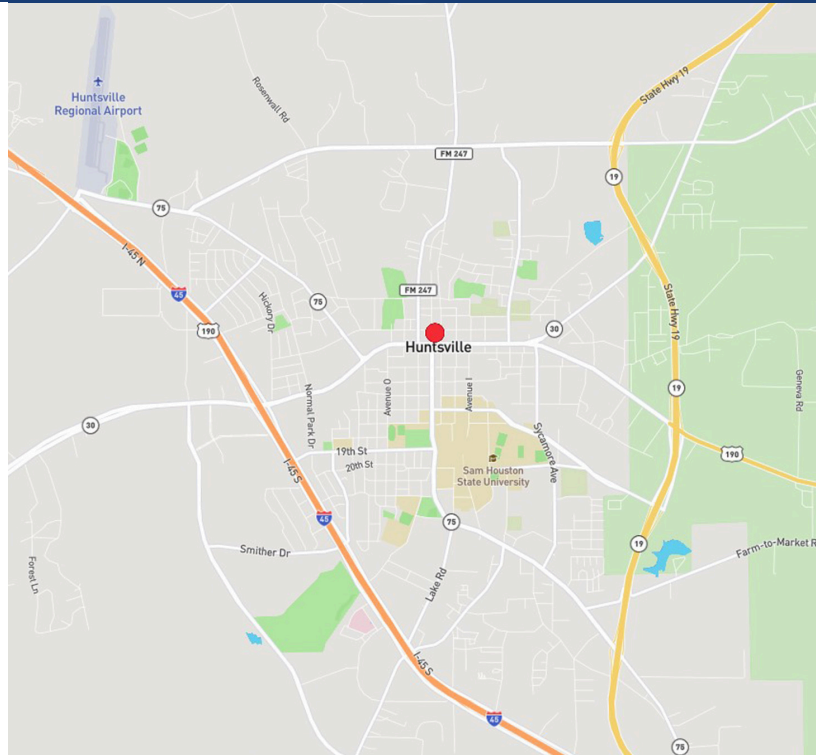 State Hwy 19
Huntsville
Regional Airport
Rosenwall Rd
FM 247
19
75
I-45 N
45
FM 247
75
Hickory Dr
190
30
Huntsville
State Hwy 19
Geneva Rd
19
Avenue O
Avenue I
Normal Park Dr
30
Sycamore Ave
19th St
20th St
190
I-45 S
Sam Houston
State University
45
75
19
Smither Dr
Farm-to-Market R
Forest Ln
Lake Rd
I-45 S
45
75